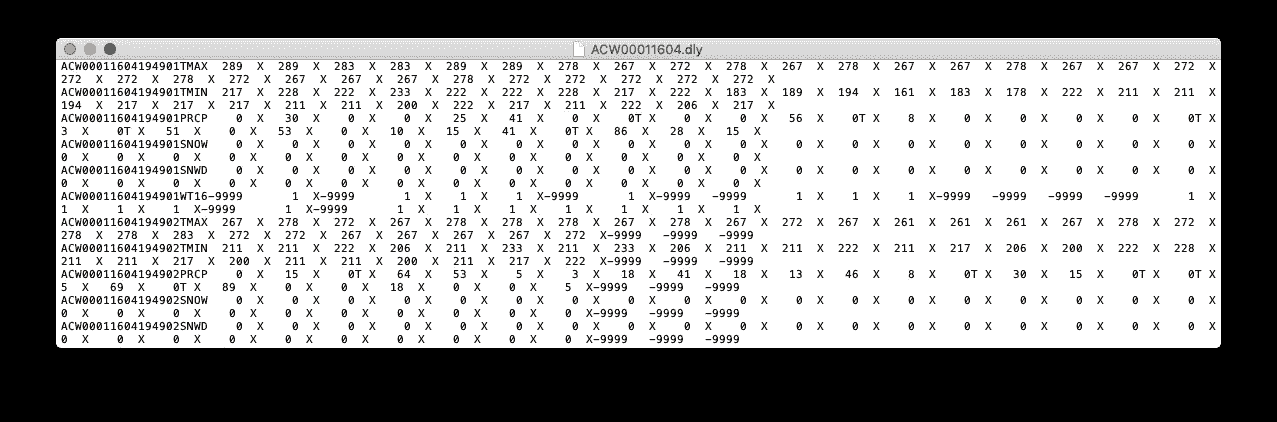 ACW00011604.dly
ACW00011604194901TMAX  289  X  289  X  283  X  283  X  289  X  289  X  278  X  267  X  272  X  278  X  267  X  278  X  267  X  267  X  278  X  267  X  267  X  272  X
272  X  272  X  278  X  272  X  267  X  267  X  267  X  278  X  272  X  272  X  272  X  272  X  272  X
ACW00011604194901TMIN  217  X  228  X  222  X  233  X  222  X  222  X  228  X  217  X  222  X  183  X  189  X  194  X  161  X  183  X  178  X  222  X  211  X  211  X
194  X  217  X  217  X  217  X  211  X  211  X  200  X  222  X  217  X  211  X  222  X  206  X  217  X
ACW00011604194901PRCP    0  X   30  X    0  X    0  X   25  X   41  X    0  X    0T X    0  X    0  X   56  X    0T X    8  X    0  X    0  X    0  X    0  X    0T X
3  X    0T X   51  X    0  X   53  X    0  X   10  X   15  X   41  X    0T X   86  X   28  X   15  X
ACW00011604194901SNOW    0  X    0  X    0  X    0  X    0  X    0  X    0  X    0  X    0  X    0  X    0  X    0  X    0  X    0  X    0  X    0  X    0  X    0  X
0  X    0  X    0  X    0  X    0  X    0  X    0  X    0  X    0  X    0  X    0  X    0  X    0  X
ACW00011604194901SNWD    0  X    0  X    0  X    0  X    0  X    0  X    0  X    0  X    0  X    0  X    0  X    0  X    0  X    0  X    0  X    0  X    0  X    0  X
0  X    0  X    0  X    0  X    0  X    0  X    0  X    0  X    0  X    0  X    0  X    0  X    0  X
ACW00011604194901WT16-9999       1  X-9999       1  X    1  X    1  X-9999       1  X-9999   -9999       1  X    1  X    1  X-9999   -9999   -9999   -9999       1  X
1  X    1  X    1  X-9999       1  X-9999       1  X    1  X    1  X    1  X    1  X    1  X    1  X
ACW00011604194902TMAX  267  X  278  X  272  X  267  X  278  X  278  X  278  X  267  X  267  X  278  X  272  X  267  X  261  X  261  X  261  X  267  X  278  X  272  X
278  X  278  X  283  X  272  X  272  X  267  X  267  X  267  X  267  X  272  X-9999   -9999   -9999
ACW00011604194902TMIN  211  X  211  X  222  X  206  X  211  X  233  X  211  X  233  X  206  X  211  X  211  X  222  X  211  X  217  X  206  X  200  X  222  X  228  X
211  X  211  X  217  X  200  X  211  X  211  X  200  X  211  X  217  X  222  X-9999   -9999   -9999
ACW00011604194902PRCP    0  X   15  X    0T X   64  X   53  X    5  X    3  X   18  X   41  X   18  X   13  X   46  X    8  X    0T X   30  X   15  X    0T X    0T X
5  X   69  X    0T X   89  X    0  X    0  X   18  X    0  X    0  X    5  X-9999   -9999   -9999
ACW00011604194902SNOW    0  X    0  X    0  X    0  X    0  X    0  X    0  X    0  X    0  X    0  X    0  X    0  X    0  X    0  X    0  X    0  X    0  X    0  X
0  X    0  X    0  X    0  X    0  X    0  X    0  X    0  X    0  X    0  X-9999   -9999   -9999
ACW00011604194902SNWD    0  X    0  X    0  X    0  X    0  X    0  X    0  X    0  X    0  X    0  X    0  X    0  X    0  X    0  X    0  X    0  X    0  X    0  X
0  X    0  X    0  X    0  X    0  X    0  X    0  X    0  X    0  X    0  X-9999   -9999   -9999